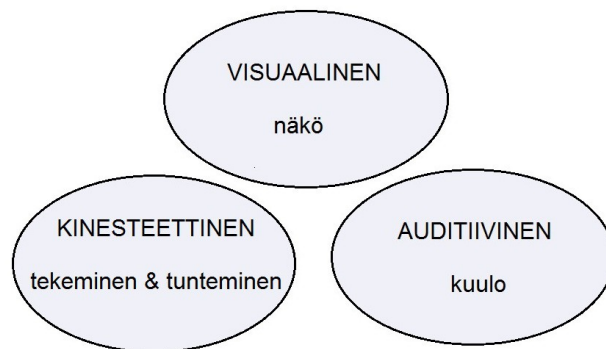 VISUAALINEN
näkö
KINESTEETTINEN
tekeminen & tunteminen
AUDITIIVINEN
kuulo